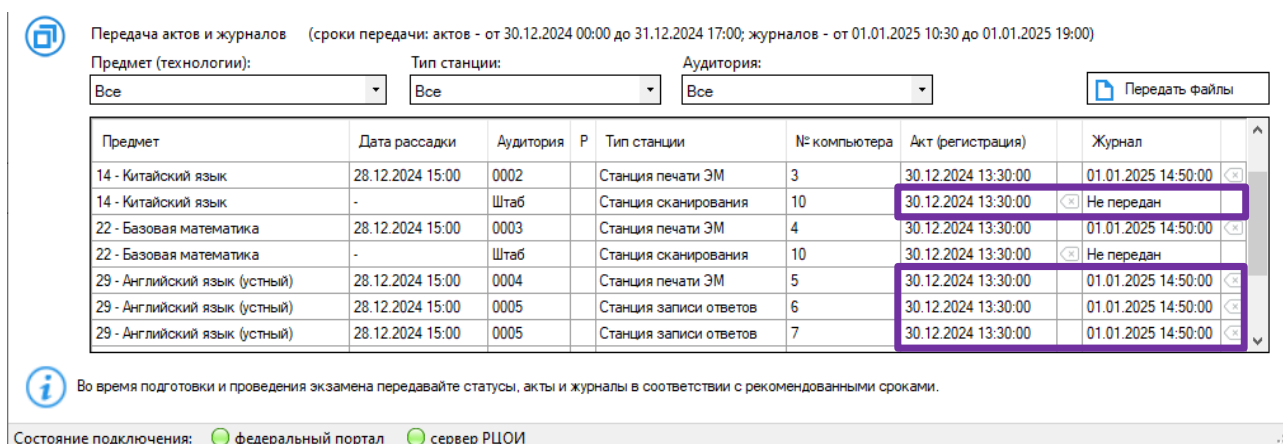 Передача актов и журналов (сроки передачи: актов - от 30.12.2024 00:00 до 31.12.2024 17:00; журналов - от 01.01.2025 10:30 до 01.01.2025 19:00)
Предмет (технологии): Тип станции: Аудитория:
Все Все Все Передать файлы
Предмет Дата рассадки Аудитория Р Тип станции № компьютера Акт (регистрация) Журнал
14 - Китайский язык 28.12.2024 15:00 0002 Станция печати ЭМ 3 30.12.2024 13:30:00 01.01.2025 14:50:00
14 - Китайский язык - Штаб Станция сканирования 10 30.12.2024 13:30:00 Не передан
22 - Базовая математика 28.12.2024 15:00 0003 Станция печати ЭМ 4 30.12.2024 13:30:00 01.01.2025 14:50:00
22 - Базовая математика - Штаб Станция сканирования 10 30.12.2024 13:30:00 Не передан
29 - Английский язык (устный) 28.12.2024 15:00 0004 Станция печати ЭМ 5 30.12.2024 13:30:00 01.01.2025 14:50:00
29 - Английский язык (устный) 28.12.2024 15:00 0005 Станция записи ответов 6 30.12.2024 13:30:00 01.01.2025 14:50:00
29 - Английский язык (устный) 28.12.2024 15:00 0005 Станция записи ответов 7 30.12.2024 13:30:00 01.01.2025 14:50:00
Во время подготовки и проведения экзамена передавайте статусы, акты и журналы в соответствии с рекомендованными сроками.
Состояние подключения: федеральный портал сервер РЦОИ